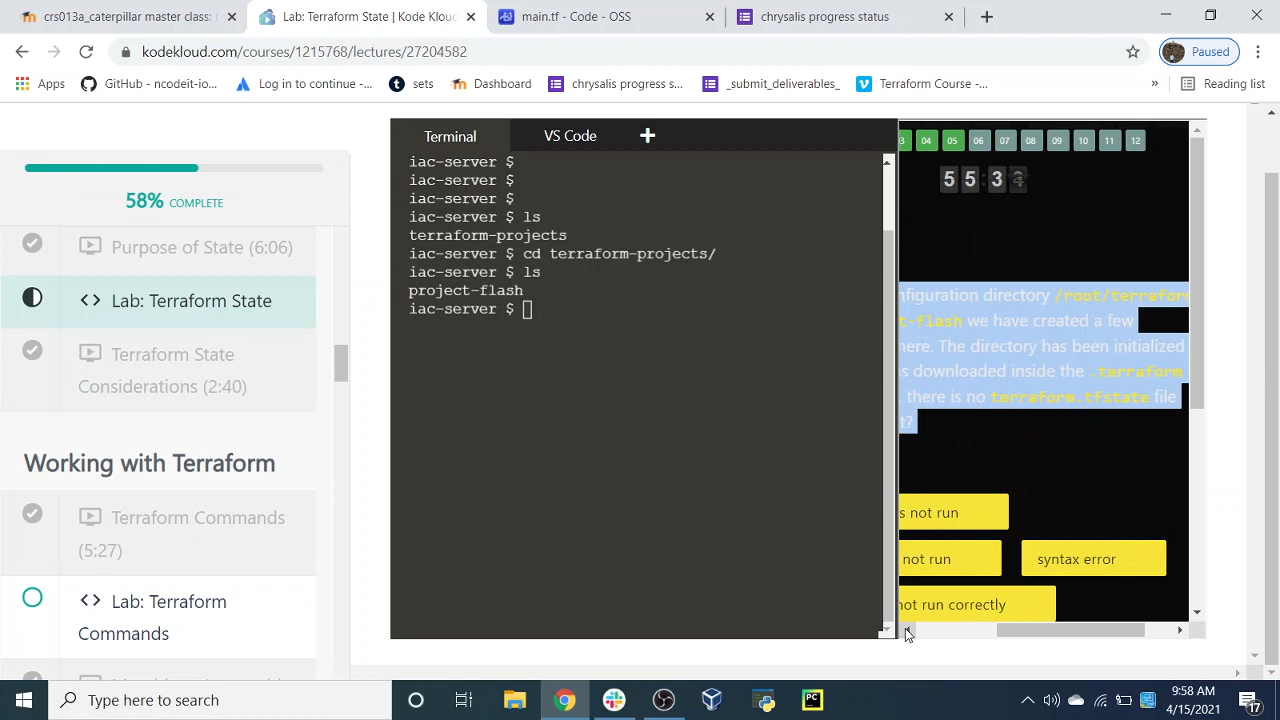 ets013a_caterpillar master class: t
Lab: Terraform State | Kode Kloud
main.tf - Code - OSS
chrysalis progress status
kodekloud.com/courses/1215768/lectures/27204582
Paused
Apps
GitHub - ncodeit-io...
Log in to continue -...
sets
Dashboard
chrysalis progress s...
_submit_deliverables_
Terraform Course -...
»
Reading list
58% COMPLETE
Purpose of State (6:06)
<> Lab: Terraform State
Terraform State
Considerations (2:40)
Working with Terraform
Terraform Commands
(5:27)
<> Lab: Terraform
Commands
Terminal
VS Code
+
iac-server $
iac-server $
iac-server $
iac-server $ ls
terraform-projects
iac-server $ cd terraform-projects/
iac-server $ ls
project-flash
iac-server $
04 05 06 07 08 09 10 11 12
55:3
nfiguration directory /root/terraform
t-flash we have created a few
here. The directory has been initialized
s downloaded inside the .terraform
, there is no terraform.tfstate file
t?
s not run
not run
syntax error
not run correctly
Type here to search
PC
9:58 AM
4/15/2021
17